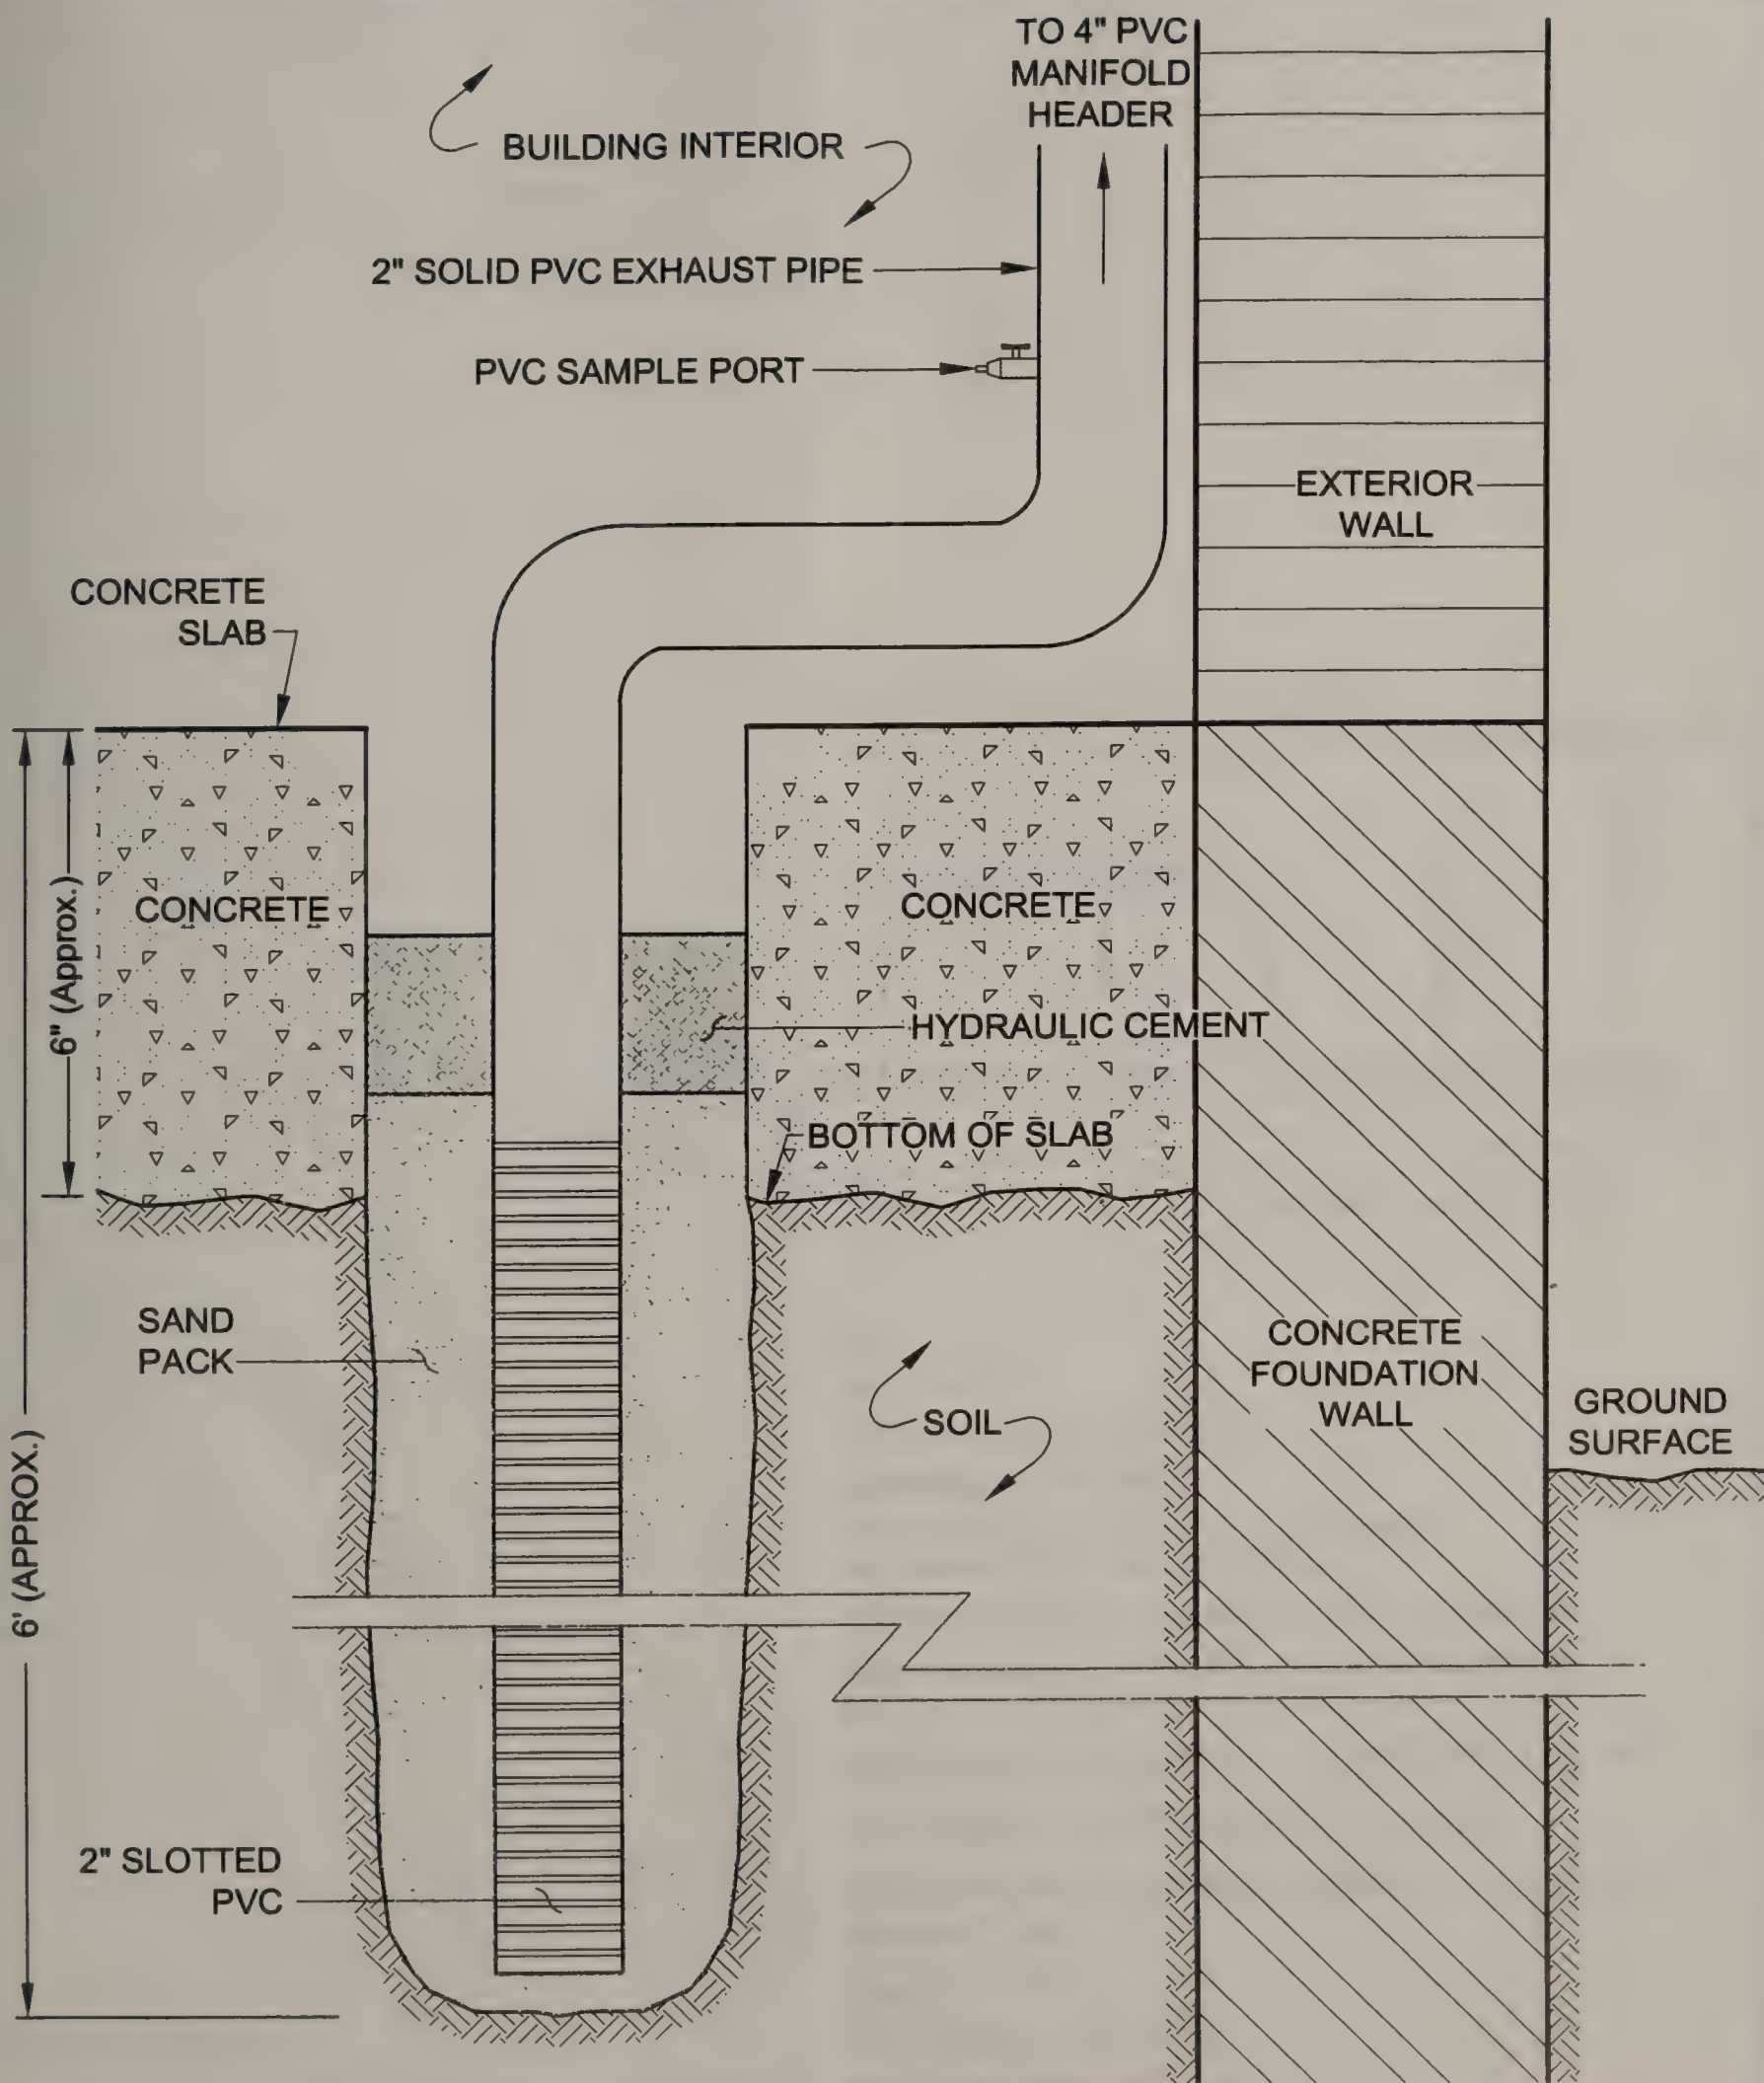 TO 4" PVC
MANIFOLD
HEADER
BUILDING INTERIOR
2" SOLID PVC EXHAUST PIPE
PVC SAMPLE PORT
EXTERIOR
WALL
CONCRETE
SLAB
CONCRETE
CONCRETE
6" (Approx.)
HYDRAULIC CEMENT
BOTTOM OF SLAB
SAND
PACK
CONCRETE
FOUNDATION
WALL
SOIL
GROUND
SURFACE
6' (APPROX.)
2" SLOTTED
PVC